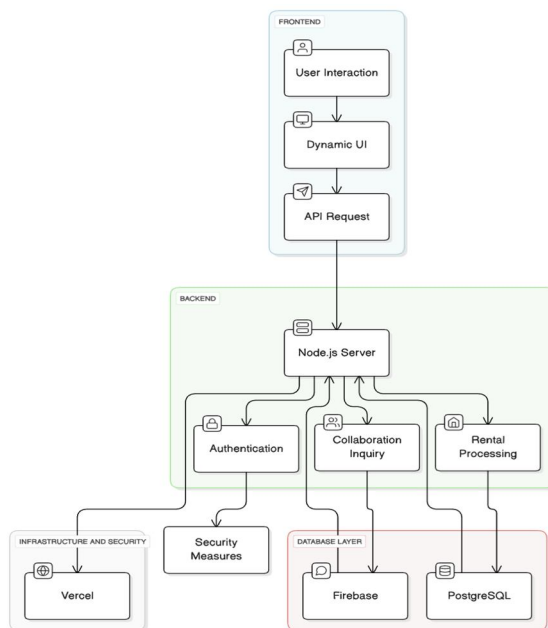 FRONTEND
User Interaction
Dynamic UI
API Request
BACKEND
Node.js Server
Authentication
Collaboration
Inquiry
Rental
Processing
INFRASTRUCTURE AND SECURITY
Security
Measures
DATABASE LAYER
Vercel
Firebase
PostgreSQL